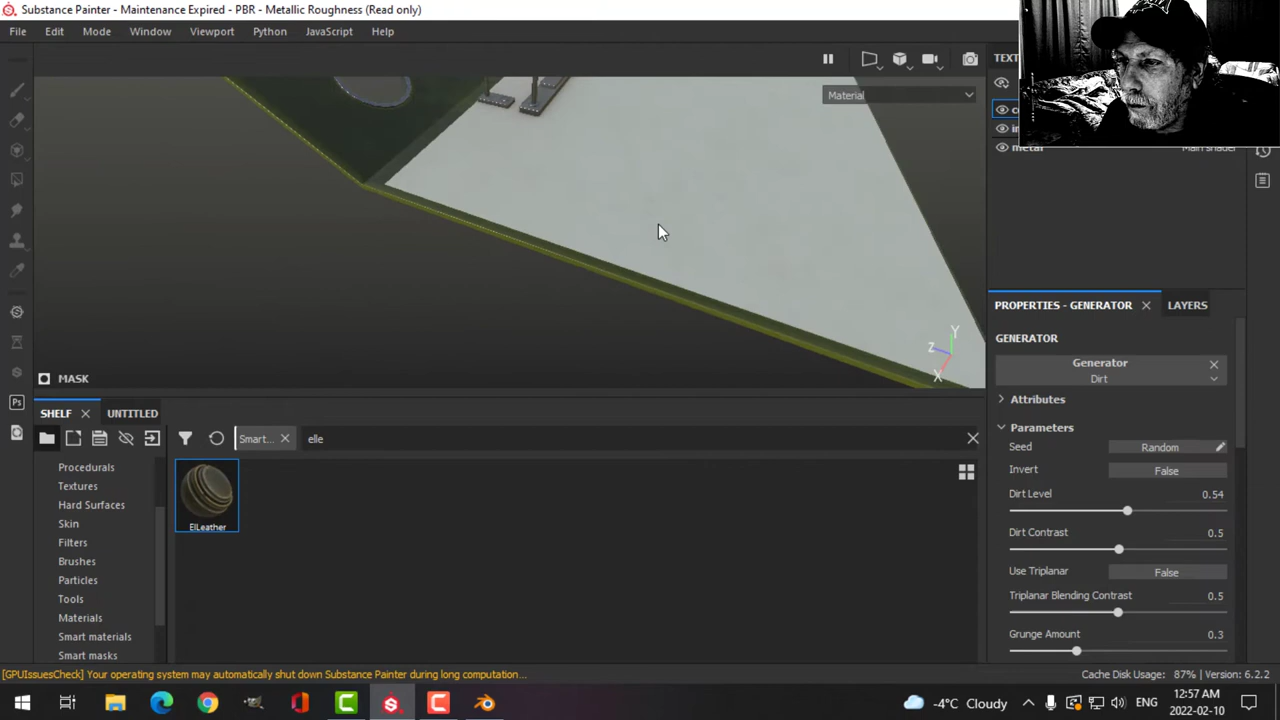 Substance Painter - Maintenance Expired - PBR - Metallic Roughness (Read only)
File Edit Mode Window Viewport Python JavaScript Help
Material
Y
Z
X
MASK
metal
Main shader
PROPERTIES - GENERATOR
LAYERS
GENERATOR
Generator
Dirt
Attributes
Parameters
Seed Random
Invert False
Dirt Level 0.54
Dirt Contrast 0.5
Use Triplanar False
Triplanar Blending Contrast 0.5
Grunge Amount 0.3
SHELF UNTITLED
Smart... elle
Procedurals
Textures
Hard Surfaces
Skin
Filters
Brushes
Particles
Tools
Materials
Smart materials
Smart masks
ElLeather
Ps
[GPUIssuesCheck] Your operating system may automatically shut down Substance Painter during long computation...
Cache Disk Usage: 87% | Version: 6.2.2
-4°C Cloudy
ENG
12:57 AM
2022-02-10